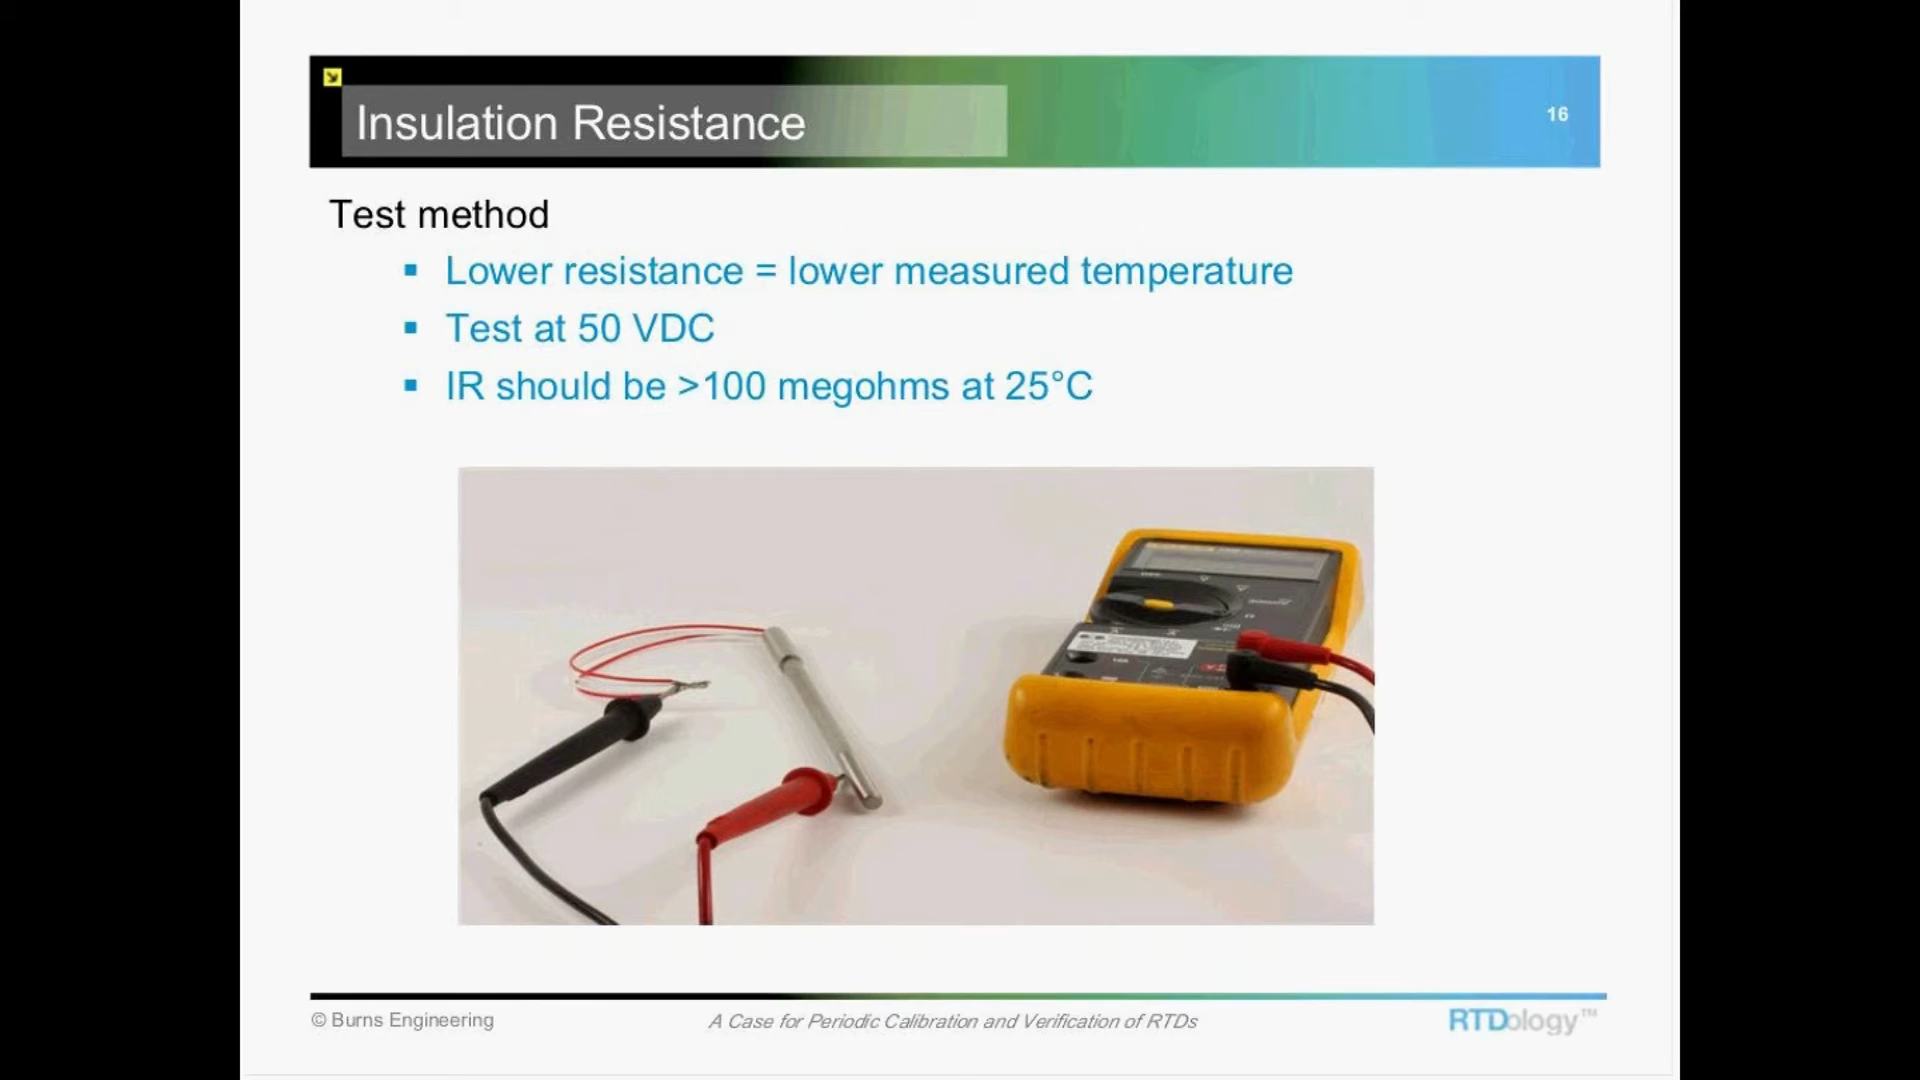 Insulation Resistance
16
Test method
▪ Lower resistance = lower measured temperature
▪ Test at 50 VDC
▪ IR should be >100 megohms at 25°C
© Burns Engineering
A Case for Periodic Calibration and Verification of RTDs
RTDology™